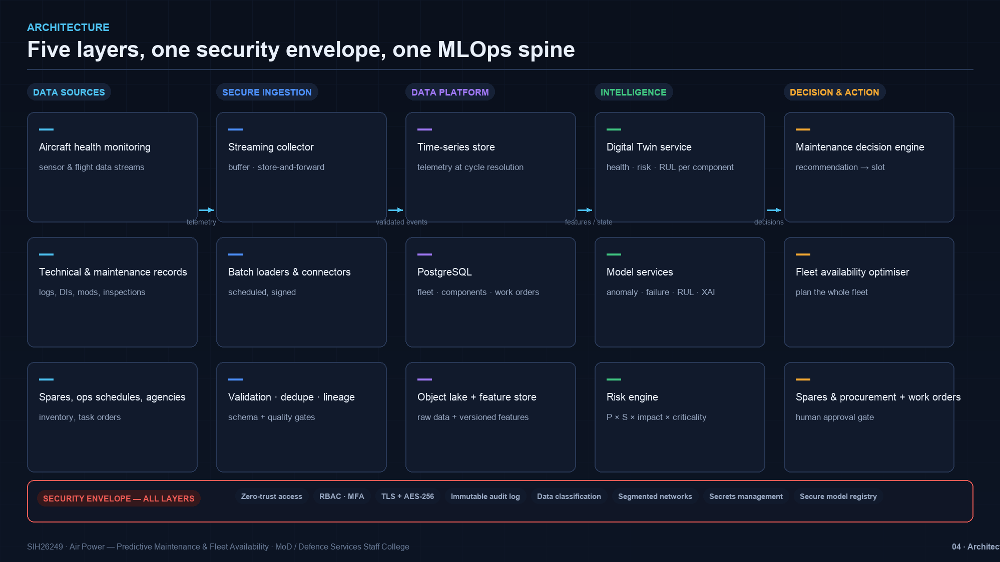 ARCHITECTURE
Five layers, one security envelope, one MLOps spine
DATA SOURCES
SECURE INGESTION
DATA PLATFORM
INTELLIGENCE
DECISION & ACTION
Aircraft health monitoring
sensor & flight data streams
Streaming collector
buffer · store-and-forward
Time-series store
telemetry at cycle resolution
Digital Twin service
health · risk · RUL per component
Maintenance decision engine
recommendation → slot
telemetry
validated events
features / state
decisions
Technical & maintenance records
logs, DIs, mods, inspections
Batch loaders & connectors
scheduled, signed
PostgreSQL
fleet · components · work orders
Model services
anomaly · failure · RUL · XAI
Fleet availability optimiser
plan the whole fleet
Spares, ops schedules, agencies
inventory, task orders
Validation · dedupe · lineage
schema + quality gates
Object lake + feature store
raw data + versioned features
Risk engine
P × S × impact × criticality
Spares & procurement + work orders
human approval gate
SECURITY ENVELOPE — ALL LAYERS
Zero-trust access
RBAC · MFA
TLS + AES-256
Immutable audit log
Data classification
Segmented networks
Secrets management
Secure model registry
SIH26249 · Air Power — Predictive Maintenance & Fleet Availability · MoD / Defence Services Staff College
04 · Architec